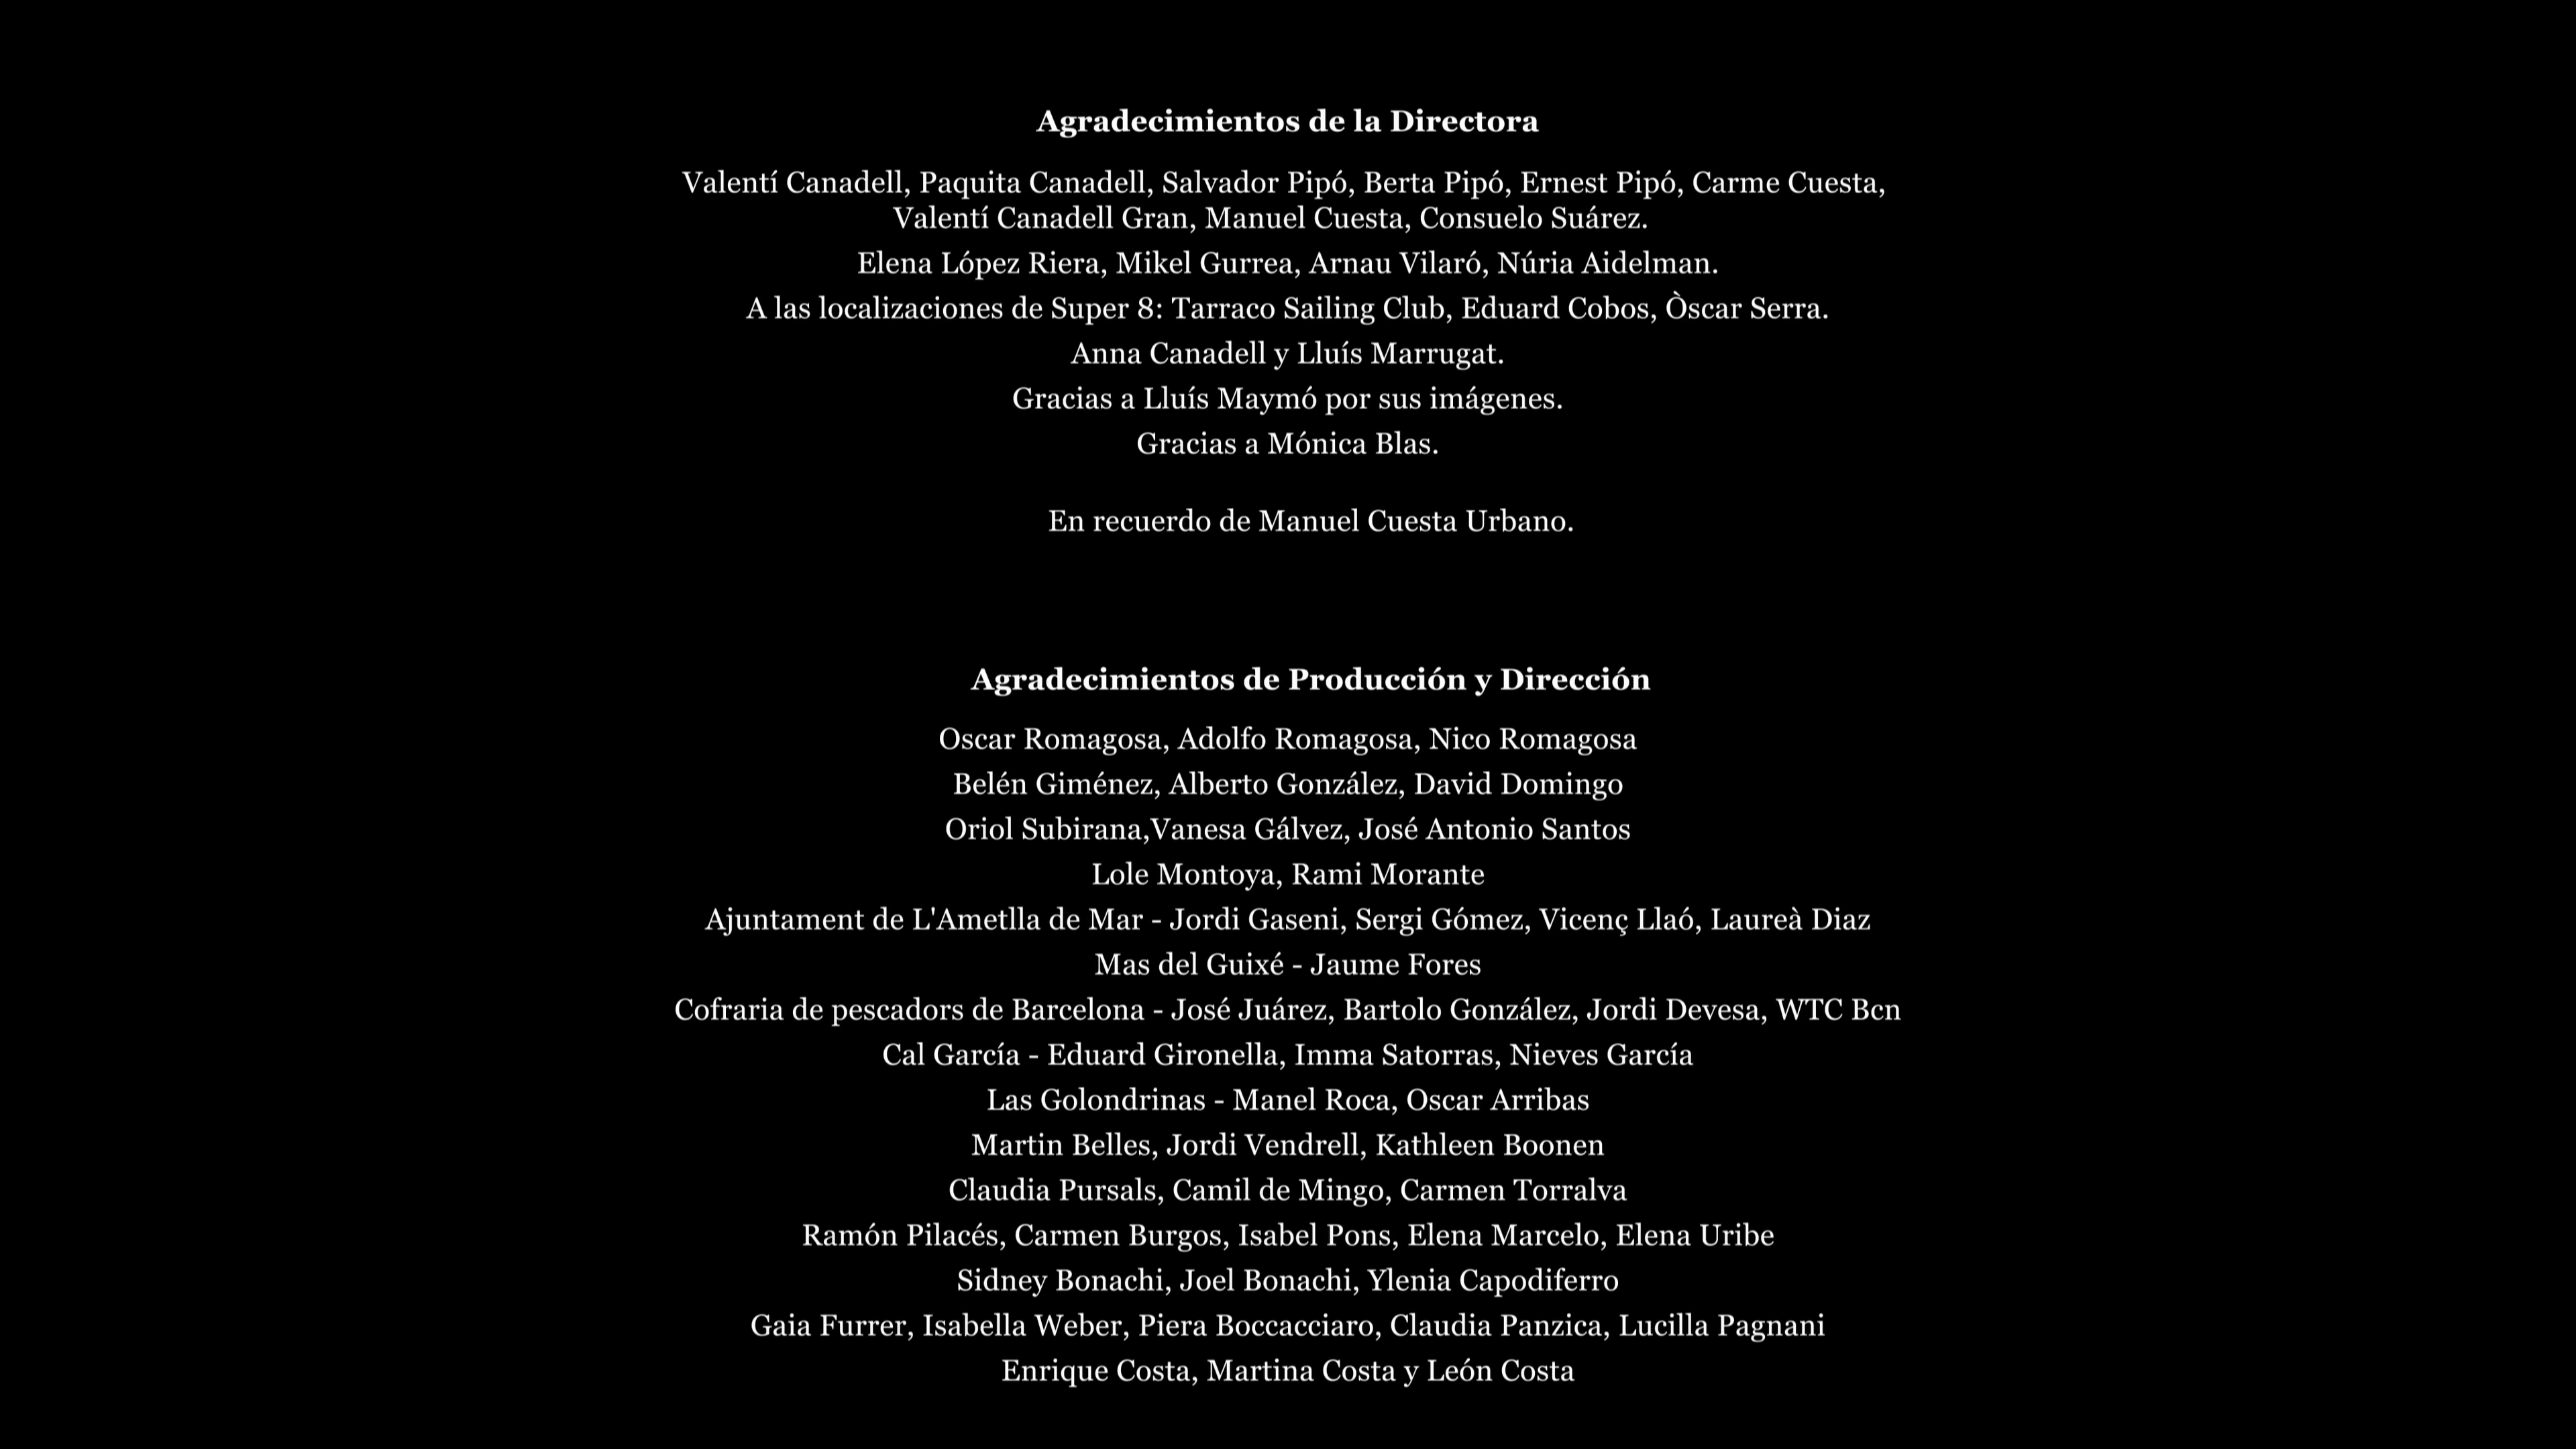 Agradecimientos de la Directora
Valentí Canadell, Paquita Canadell, Salvador Pipó, Berta Pipó, Ernest Pipó, Carme Cuesta,
Valentí Canadell Gran, Manuel Cuesta, Consuelo Suárez.
Elena López Riera, Mikel Gurrea, Arnau Vilaró, Núria Aidelman.
A las localizaciones de Super 8: Tarraco Sailing Club, Eduard Cobos, Òscar Serra.
Anna Canadell y Lluís Marrugat.
Gracias a Lluís Maymó por sus imágenes.
Gracias a Mónica Blas.
En recuerdo de Manuel Cuesta Urbano.
Agradecimientos de Producción y Dirección
Oscar Romagosa, Adolfo Romagosa, Nico Romagosa
Belén Giménez, Alberto González, David Domingo
Oriol Subirana,Vanesa Gálvez, José Antonio Santos
Lole Montoya, Rami Morante
Ajuntament de L'Ametlla de Mar - Jordi Gaseni, Sergi Gómez, Vicenç Llaó, Laureà Diaz
Mas del Guixé - Jaume Fores
Cofraria de pescadors de Barcelona - José Juárez, Bartolo González, Jordi Devesa, WTC Bcn
Cal García - Eduard Gironella, Imma Satorras, Nieves García
Las Golondrinas - Manel Roca, Oscar Arribas
Martin Belles, Jordi Vendrell, Kathleen Boonen
Claudia Pursals, Camil de Mingo, Carmen Torralva
Ramón Pilacés, Carmen Burgos, Isabel Pons, Elena Marcelo, Elena Uribe
Sidney Bonachi, Joel Bonachi, Ylenia Capodiferro
Gaia Furrer, Isabella Weber, Piera Boccacciaro, Claudia Panzica, Lucilla Pagnani
Enrique Costa, Martina Costa y León Costa